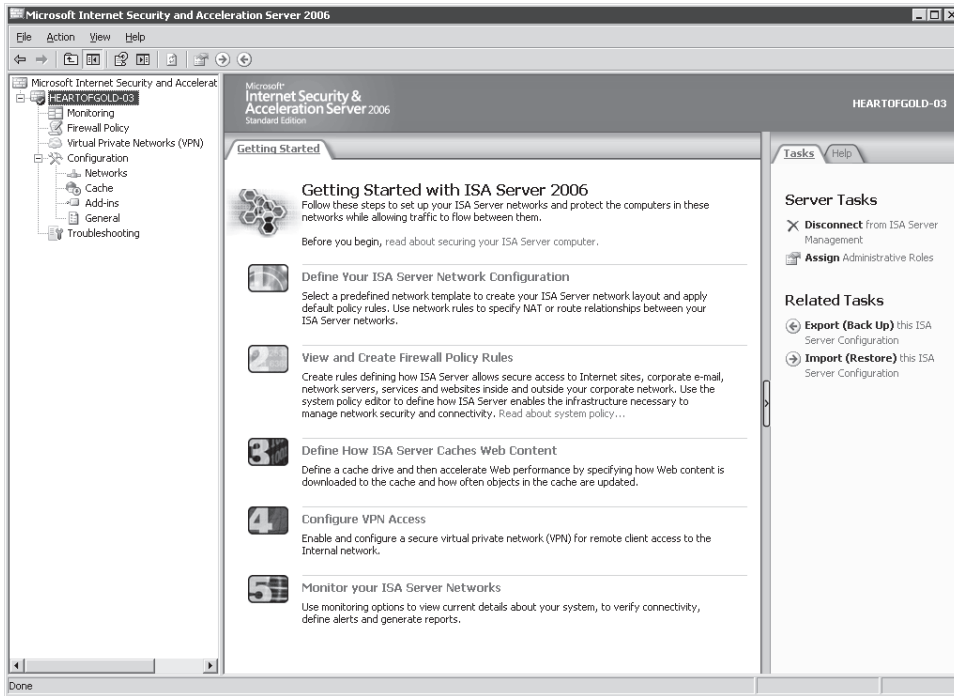 Microsoft Internet Security and Acceleration Server 2006
File Action View Help
Microsoft Internet Security and Accelerat
HEARTOFGOLD-03
Monitoring
Firewall Policy
Virtual Private Networks (VPN)
Configuration
Networks
Cache
Add-ins
General
Troubleshooting
Microsoft
Internet Security &
Acceleration Server 2006
Standard Edition
HEARTOFGOLD-03
Getting Started
Getting Started with ISA Server 2006
Follow these steps to set up your ISA Server networks and protect the computers in these
networks while allowing traffic to flow between them.
Before you begin, read about securing your ISA Server computer.
1
Define Your ISA Server Network Configuration
Select a predefined network template to create your ISA Server network layout and apply
default policy rules. Use network rules to specify NAT or route relationships between your
ISA Server networks.
2
View and Create Firewall Policy Rules
Create rules defining how ISA Server allows secure access to Internet sites, corporate e-mail,
network servers, services and websites inside and outside your corporate network. Use the
system policy editor to define how ISA Server enables the infrastructure necessary to
manage network security and connectivity. Read about system policy...
3
Define How ISA Server Caches Web Content
Define a cache drive and then accelerate Web performance by specifying how Web content is
downloaded to the cache and how often objects in the cache are updated.
4
Configure VPN Access
Enable and configure a secure virtual private network (VPN) for remote client access to the
Internal network.
5
Monitor your ISA Server Networks
Use monitoring options to view current details about your system, to verify connectivity,
define alerts and generate reports.
Tasks Help
Server Tasks
Disconnect from ISA Server
Management
Assign Administrative Roles
Related Tasks
Export (Back Up) this ISA
Server Configuration
Import (Restore) this ISA
Server Configuration
Done